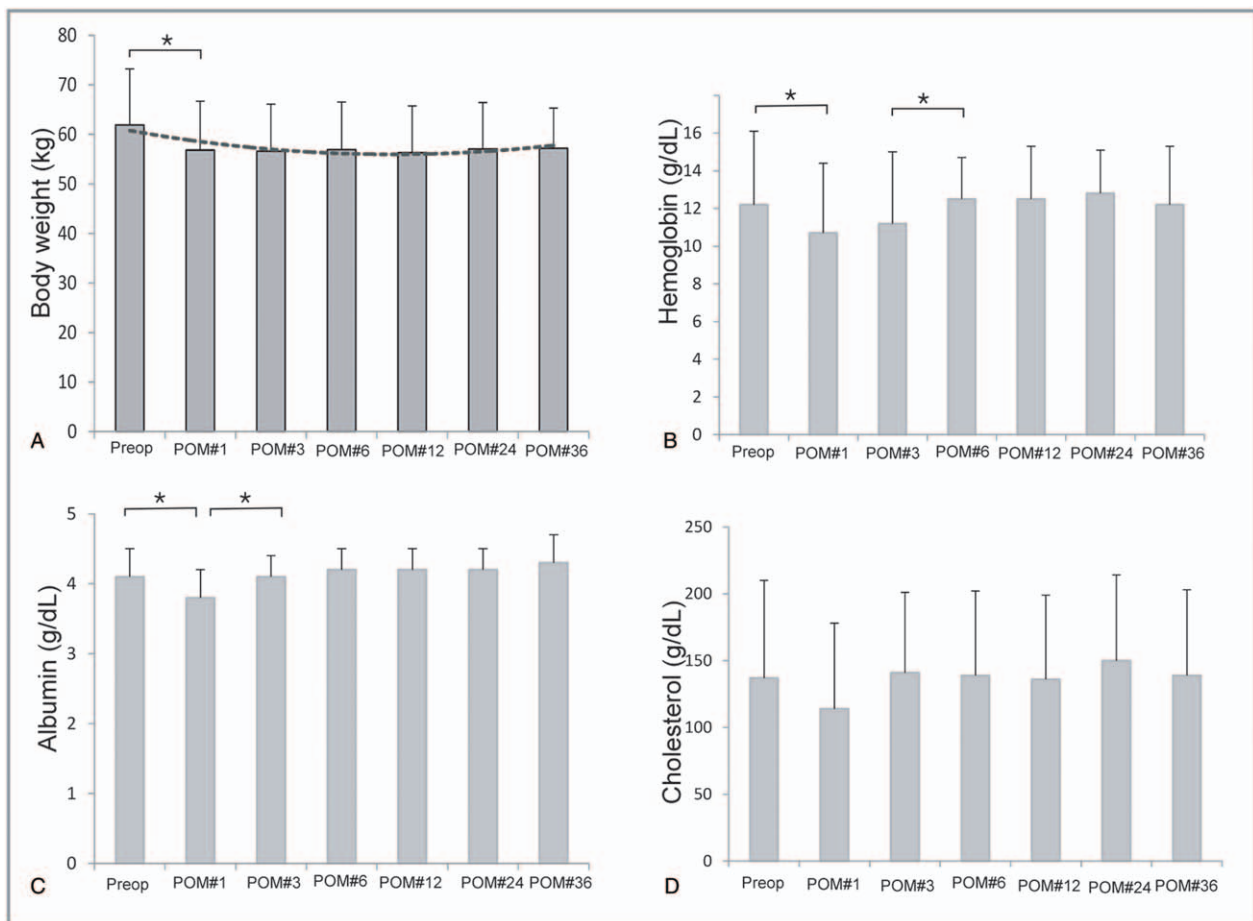 *
80
70
60
50
40
30
20
10
0
Body weight (kg)
A
Preop POM#1 POM#3 POM#6 POM#12 POM#24 POM#36
* *
16
14
12
10
8
6
4
2
0
Hemoglobin (g/dL)
B
Preop POM#1 POM#3 POM#6 POM#12 POM#24 POM#36
* *
5
4
3
2
1
0
Albumin (g/dL)
C
Preop POM#1 POM#3 POM#6 POM#12 POM#24 POM#36
250
200
150
100
50
0
Cholesterol (g/dL)
D
Preop POM#1 POM#3 POM#6 POM#12 POM#24 POM#36